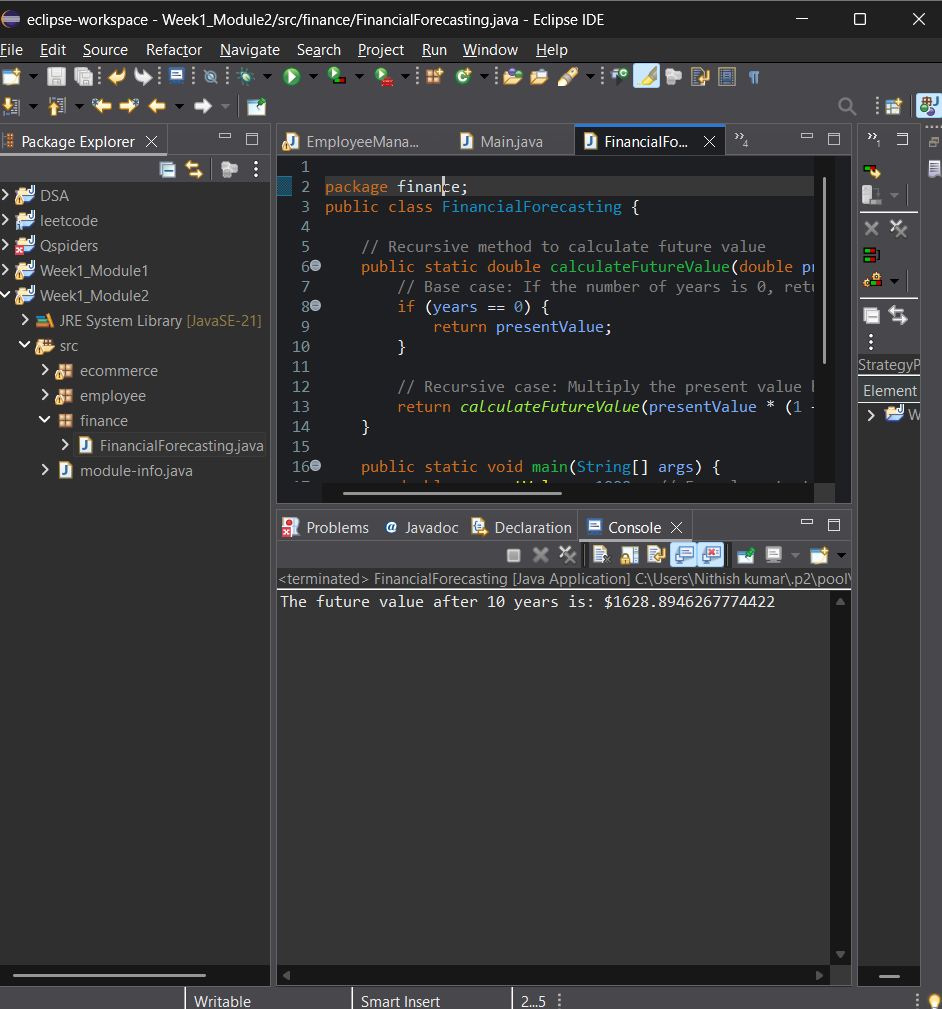 eclipse-workspace - Week1_Module2/src/finance/FinancialForecasting.java - Eclipse IDE
File Edit Source Refactor Navigate Search Project Run Window Help
Package Explorer
DSA
leetcode
Qspiders
Week1_Module1
Week1_Module2
JRE System Library [JavaSE-21]
src
ecommerce
employee
finance
FinancialForecasting.java
module-info.java
EmployeeMana... Main.java FinancialFo... »4
1
2 package finance;
3 public class FinancialForecasting {
4
5 // Recursive method to calculate future value
6 public static double calculateFutureValue(double
7 // Base case: If the number of years is 0,
8 if (years == 0) {
9 return presentValue;
10 }
11
12 // Recursive case: Multiply the present value
13 return calculateFutureValue(presentValue * (1
14 }
15
16 public static void main(String[] args) {
Problems Javadoc Declaration Console
<terminated> FinancialForecasting [Java Application] C:\Users\Nithish kumar\.p2\pool\
The future value after 10 years is: $1628.8946267774422
»1
StrategyP
Element
W
Writable Smart Insert 2...5